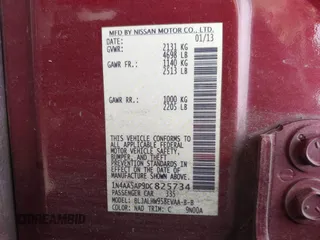 MFD BY NISSAN MOTOR CO., LTD.
DATE: 01/13
GVWR: 2131 KG
4698 LB
GAWR FR: 1140 KG
2513 LB
GAWR RR: 1000 KG
2205 LB
THIS VEHICLE CONFORMS TO ALL
APPLICABLE FEDERAL MOTOR
VEHICLE SAFETY STANDARDS,
BUMPER, AND THEFT
PREVENTION STANDARDS IN
EFFECT ON THE DATE OF
MANUFACTURE SHOWN ABOVE.
1N4AA5AP9DC825734
PASSENGER CAR 335
MODEL:
COLOR: NAD TRIM: C